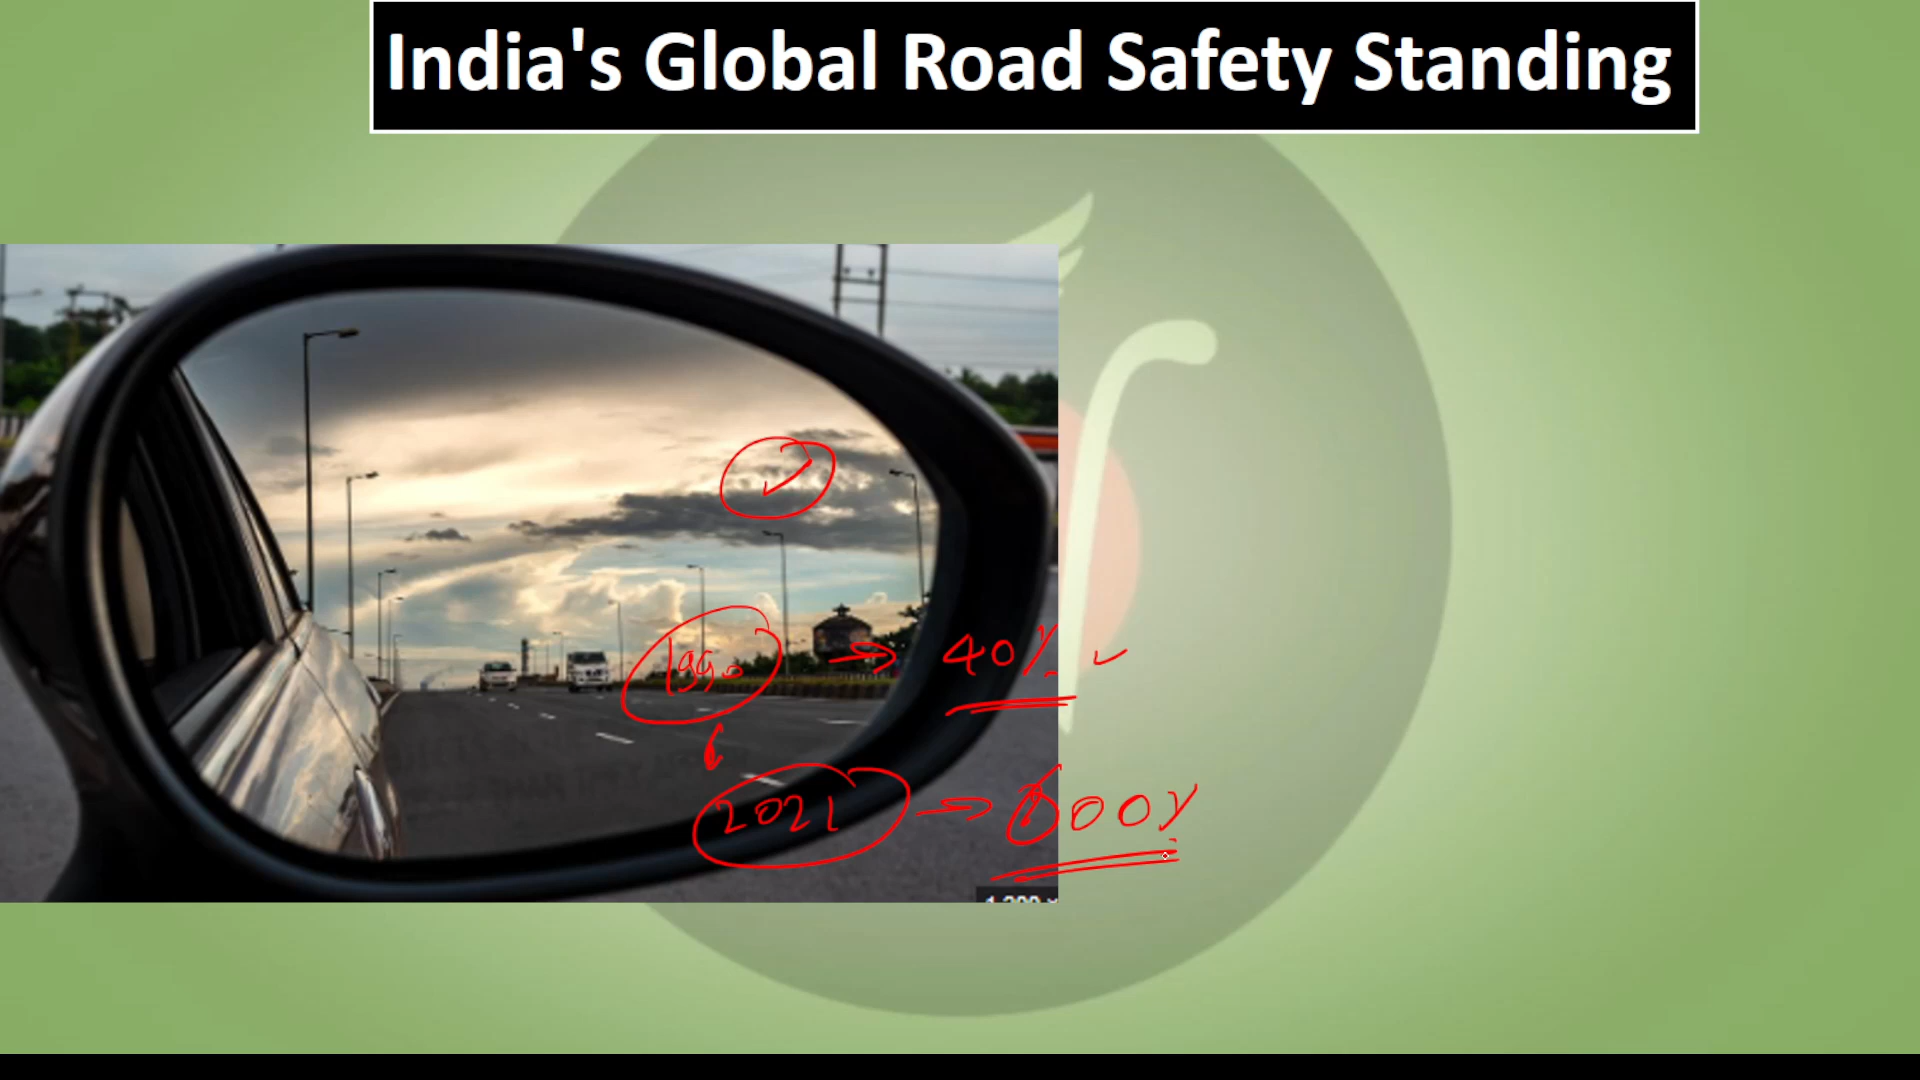 India's Global Road Safety Standing
1990 → 40%
2021 → 600%